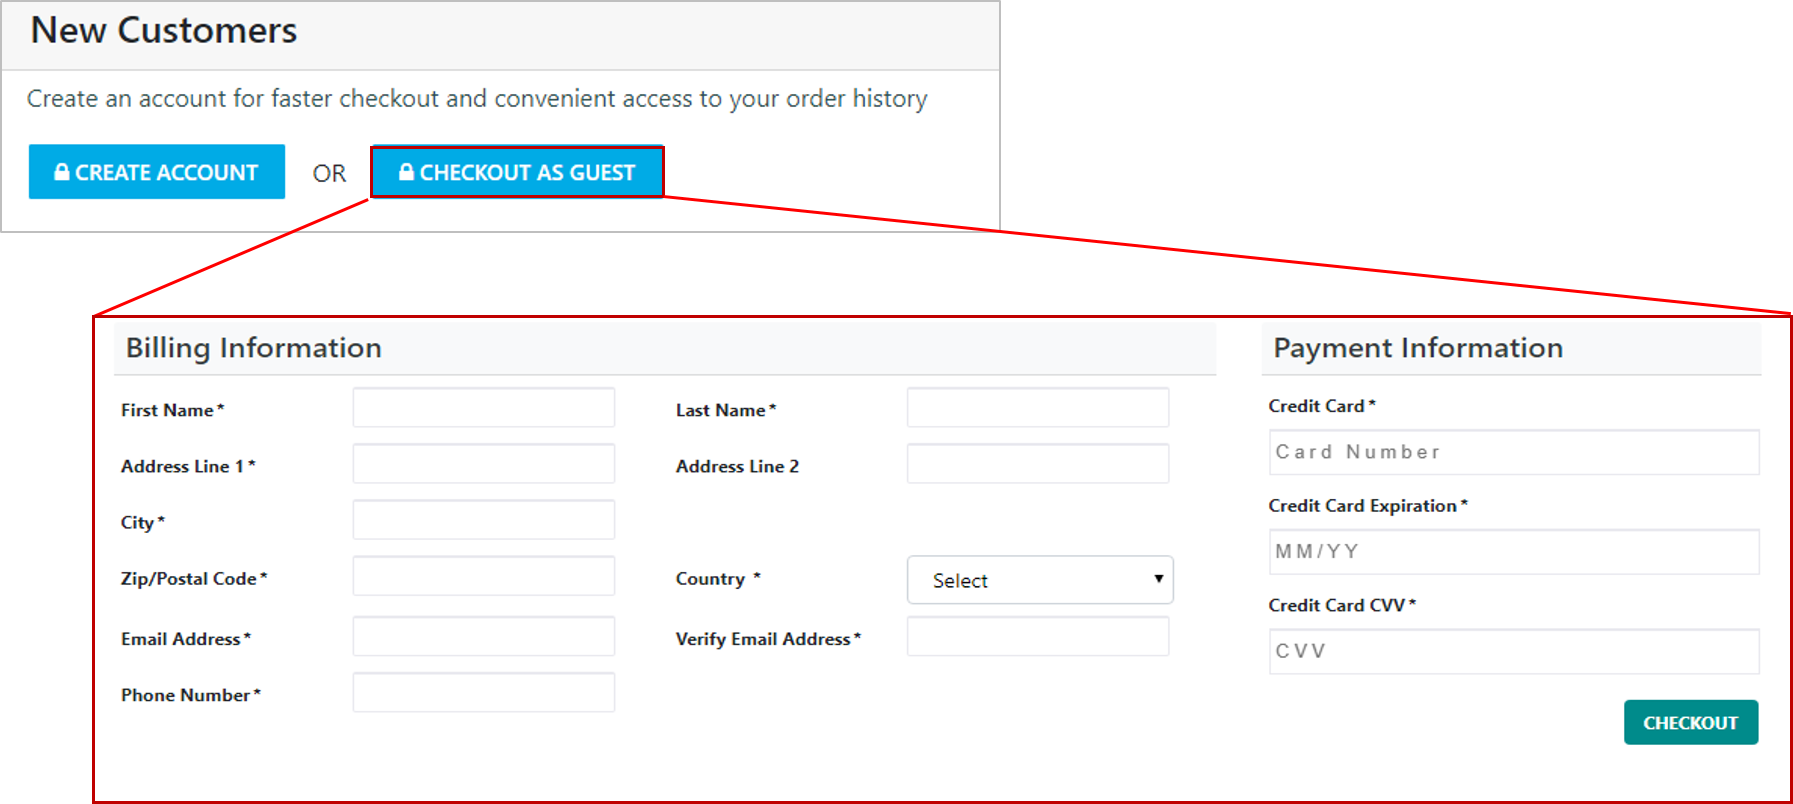 New Customers
Create an account for faster checkout and convenient access to your order history
CREATE ACCOUNT OR CHECKOUT AS GUEST
Billing Information
First Name* Last Name*
Address Line 1* Address Line 2
City*
Zip/Postal Code* Country * Select
Email Address* Verify Email Address*
Phone Number*
Payment Information
Credit Card*
Card Number
Credit Card Expiration*
MM/YY
Credit Card CVV*
CVV
CHECKOUT